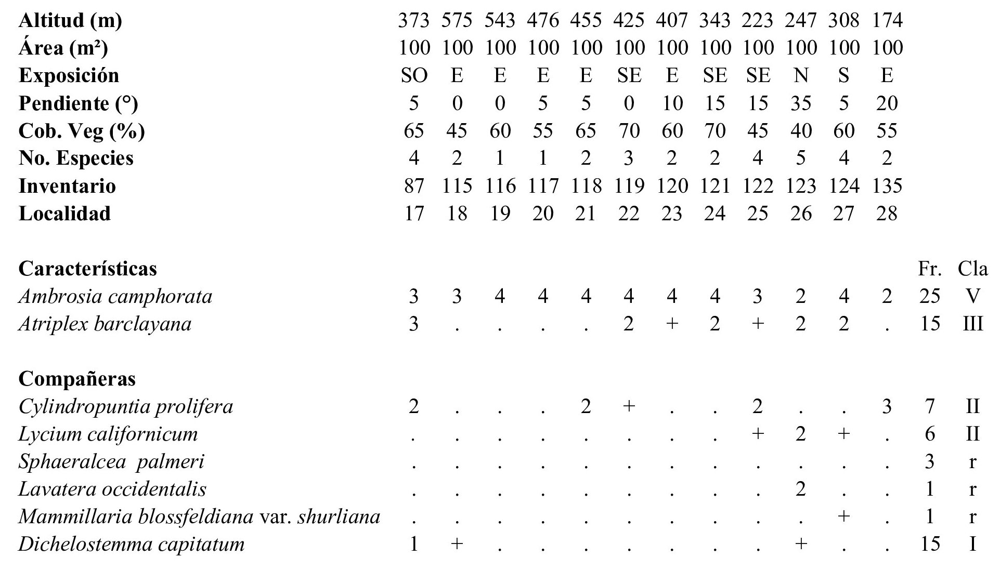 Altitud (m) 373 575 543 476 455 425 407 343 223 247 308 174
Área (m²) 100 100 100 100 100 100 100 100 100 100 100 100
Exposición SO E E E E SE E SE SE N S E
Pendiente (°) 5 0 0 5 5 0 10 15 15 35 5 20
Cob. Veg (%) 65 45 60 55 65 70 60 70 45 40 60 55
No. Especies 4 2 1 1 2 3 2 2 4 5 4 2
Inventario 87 115 116 117 118 119 120 121 122 123 124 135
Localidad 17 18 19 20 21 22 23 24 25 26 27 28
Características Fr. Cla
Ambrosia camphorata 3 3 4 4 4 4 4 4 3 2 4 2 25 V
Atriplex barclayana 3 . . . . 2 + 2 + 2 2 . 15 III
Compañeras
Cylindropuntia prolifera 2 . . . 2 + . . 2 . . 3 7 II
Lycium californicum . . . . . . . . + 2 + . 6 II
Sphaeralcea palmeri . . . . . . . . . . . . 3 r
Lavatera occidentalis . . . . . . . . . 2 . . 1 r
Mammillaria blossfeldiana var. shurliana . . . . . . . . . . + . 1 r
Dichelostemma capitatum 1 + . . . . . . . + . . 15 I